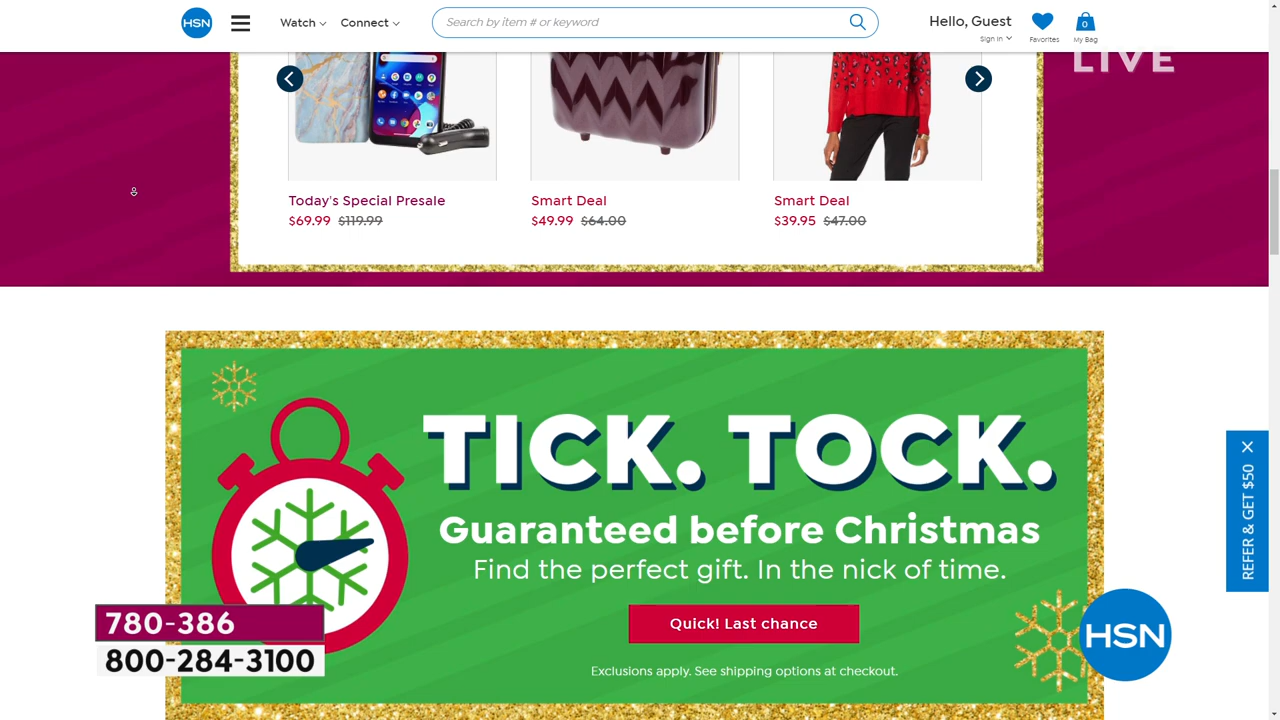 HSN
Watch
Connect
Search by item # or keyword
Hello, Guest
Sign In
Favorites
0
My Bag
LIVE
Today's Special Presale
$69.99 $119.99
Smart Deal
$49.99 $64.00
Smart Deal
$39.95 $47.00
TICK. TOCK.
Guaranteed before Christmas
Find the perfect gift. In the nick of time.
Quick! Last chance
Exclusions apply. See shipping options at checkout.
REFER & GET $50
780-386
800-284-3100
HSN